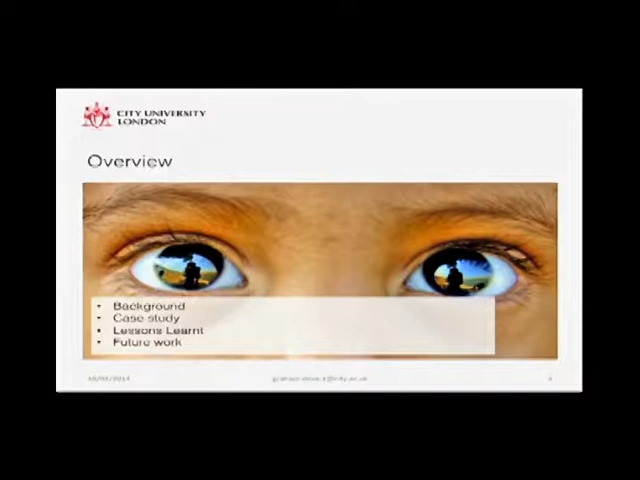 CITY UNIVERSITY
LONDON
Overview
• Background
• Case study
• Lessons Learnt
• Future work